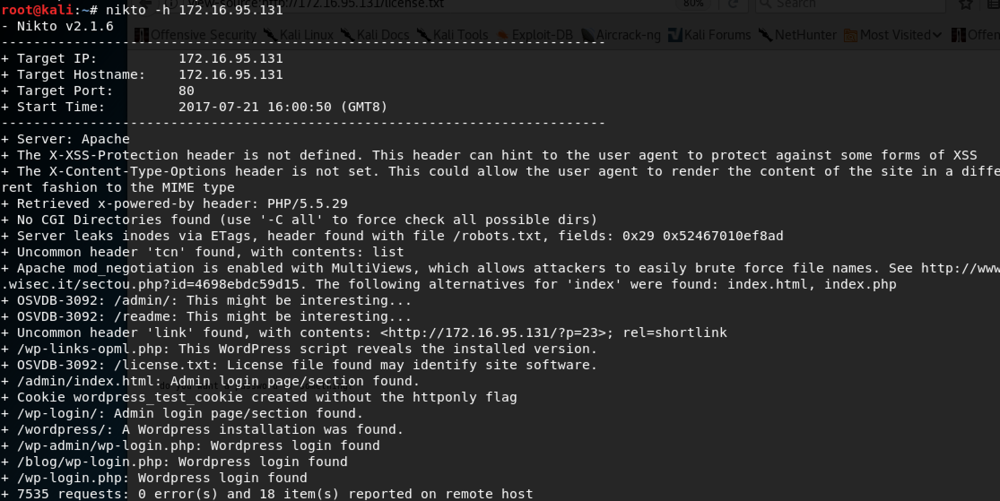 view-source:http://172.16.95.131/license.txt 80% Search
root@kali:~# nikto -h 172.16.95.131
- Nikto v2.1.6
Offensive Security Kali Linux Kali Docs Kali Tools Exploit-DB Aircrack-ng Kali Forums NetHunter Most Visited Offen
---------------------------------------------------------------------------
+ Target IP:          172.16.95.131
+ Target Hostname:    172.16.95.131
+ Target Port:        80
+ Start Time:         2017-07-21 16:00:50 (GMT8)
---------------------------------------------------------------------------
+ Server: Apache
+ The X-XSS-Protection header is not defined. This header can hint to the user agent to protect against some forms of XSS
+ The X-Content-Type-Options header is not set. This could allow the user agent to render the content of the site in a diffe
rent fashion to the MIME type
+ Retrieved x-powered-by header: PHP/5.5.29
+ No CGI Directories found (use '-C all' to force check all possible dirs)
+ Server leaks inodes via ETags, header found with file /robots.txt, fields: 0x29 0x52467010ef8ad
+ Uncommon header 'tcn' found, with contents: list
+ Apache mod_negotiation is enabled with MultiViews, which allows attackers to easily brute force file names. See http://www
.wisec.it/sectou.php?id=4698ebdc59d15. The following alternatives for 'index' were found: index.html, index.php
+ OSVDB-3092: /admin/: This might be interesting...
+ OSVDB-3092: /readme: This might be interesting...
+ Uncommon header 'link' found, with contents: <http://172.16.95.131/?p=23>; rel=shortlink
+ /wp-links-opml.php: This WordPress script reveals the installed version.
+ OSVDB-3092: /license.txt: License file found may identify site software.
+ /admin/index.html: Admin login page/section found.
do you want a password or something?
+ Cookie wordpress_test_cookie created without the httponly flag
+ /wp-login/: Admin login page/section found.
+ /wordpress/: A Wordpress installation was found.
+ /wp-admin/wp-login.php: Wordpress login found
+ /blog/wp-login.php: Wordpress login found
+ /wp-login.php: Wordpress login found
+ 7535 requests: 0 error(s) and 18 item(s) reported on remote host